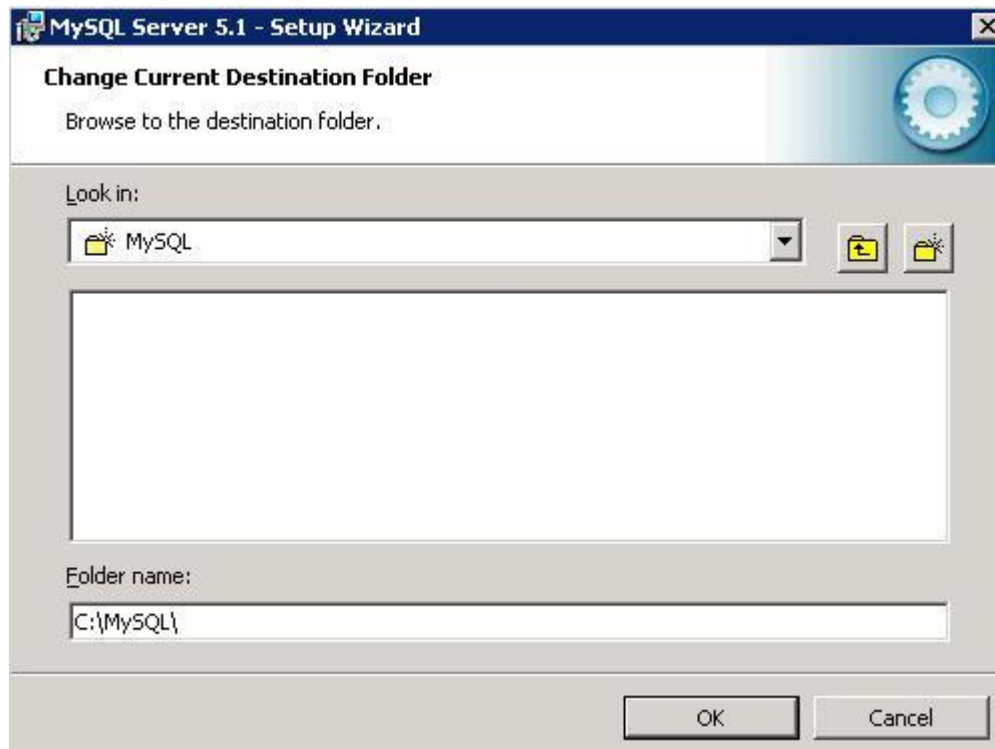 MySQL Server 5.1 - Setup Wizard
Change Current Destination Folder
Browse to the destination folder.
Look in:
MySQL
Folder name:
C:\MySQL\
OK Cancel